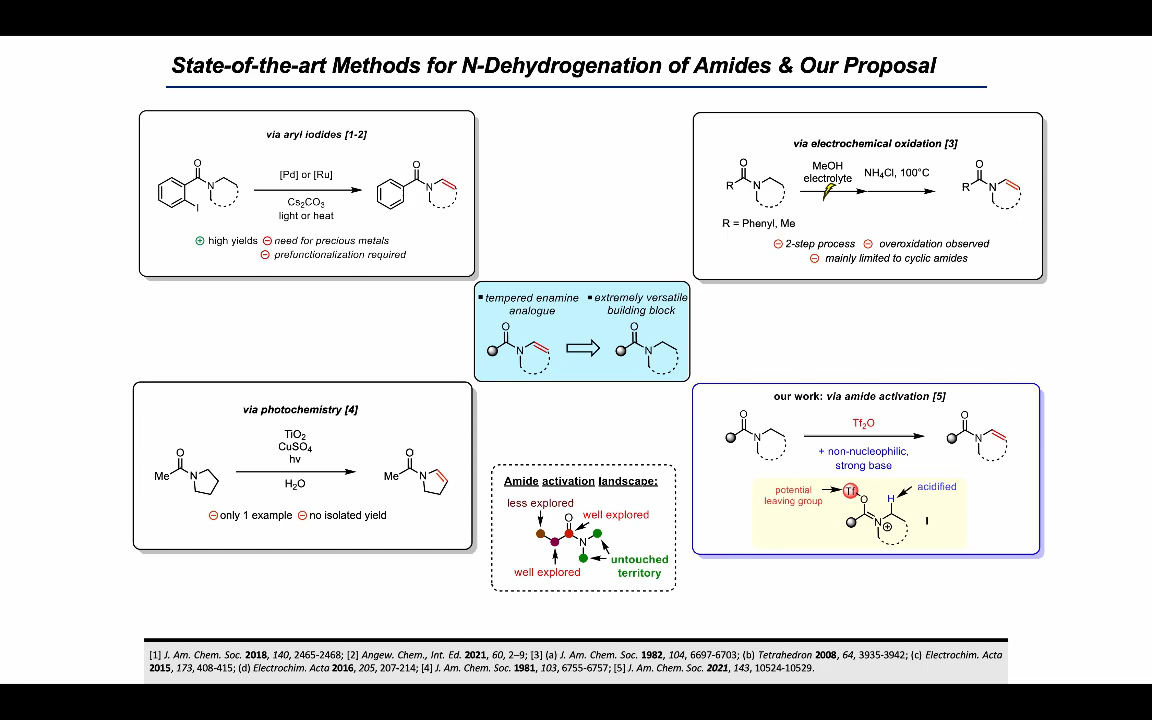 State-of-the-art Methods for N-Dehydrogenation of Amides & Our Proposal
via aryl iodides [1-2]
O
N
I
[Pd] or [Ru]
Cs2CO3
light or heat
O
N
⊕ high yields ⊖ need for precious metals
⊖ prefunctionalization required
via electrochemical oxidation [3]
O
R N
MeOH
electrolyte
NH4Cl, 100°C
O
R N
R = Phenyl, Me
⊖ 2-step process ⊖ overoxidation observed
⊖ mainly limited to cyclic amides
▪ tempered enamine
analogue
▪ extremely versatile
building block
O
N
O
N
via photochemistry [4]
O
Me N
TiO2
CuSO4
hv
H2O
O
Me N
⊖ only 1 example ⊖ no isolated yield
Amide activation landscape:
less explored
O
well explored
N
well explored
untouched
territory
our work: via amide activation [5]
O
N
Tf2O
+ non-nucleophilic,
strong base
O
N
potential
leaving group
Tf
O
H
acidified
N
⊕
I
[1] J. Am. Chem. Soc. 2018, 140, 2465-2468; [2] Angew. Chem., Int. Ed. 2021, 60, 2–9; [3] (a) J. Am. Chem. Soc. 1982, 104, 6697-6703; (b) Tetrahedron 2008, 64, 3935-3942; (c) Electrochim. Acta
2015, 173, 408-415; (d) Electrochim. Acta 2016, 205, 207-214; [4] J. Am. Chem. Soc. 1981, 103, 6755-6757; [5] J. Am. Chem. Soc. 2021, 143, 10524-10529.